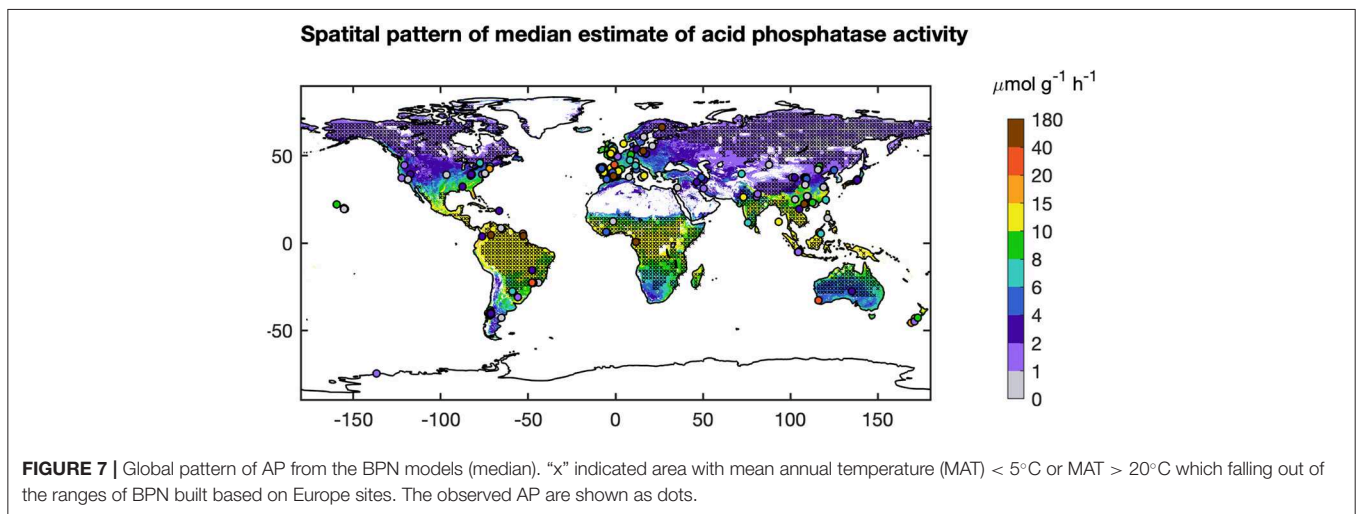 Spatital pattern of median estimate of acid phosphatase activity
μmol g⁻¹ h⁻¹
180
40
20
15
10
8
6
4
2
1
0
50
0
-50
-150 -100 -50 0 50 100 150
FIGURE 7 | Global pattern of AP from the BPN models (median). “x” indicated area with mean annual temperature (MAT) < 5°C or MAT > 20°C which falling out of
the ranges of BPN built based on Europe sites. The observed AP are shown as dots.